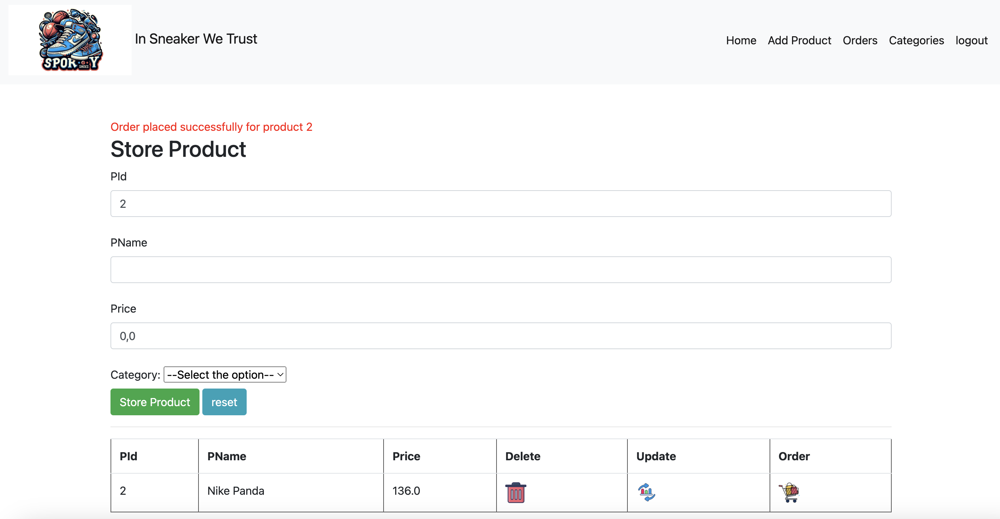 SPOR Y
SHOES
In Sneaker We Trust
Home Add Product Orders Categories logout
Order placed successfully for product 2
Store Product
PId
2
PName
Price
0,0
Category: --Select the option--
Store Product reset
PId PName Price Delete Update Order
2 Nike Panda 136.0